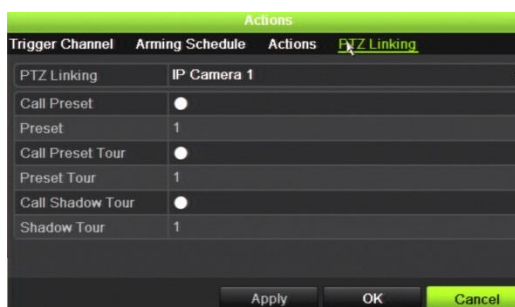 Actions
Trigger Channel Arming Schedule Actions PTZ Linking
PTZ Linking IP Camera 1
Call Preset
Preset 1
Call Preset Tour
Preset Tour 1
Call Shadow Tour
Shadow Tour 1
Apply OK Cancel